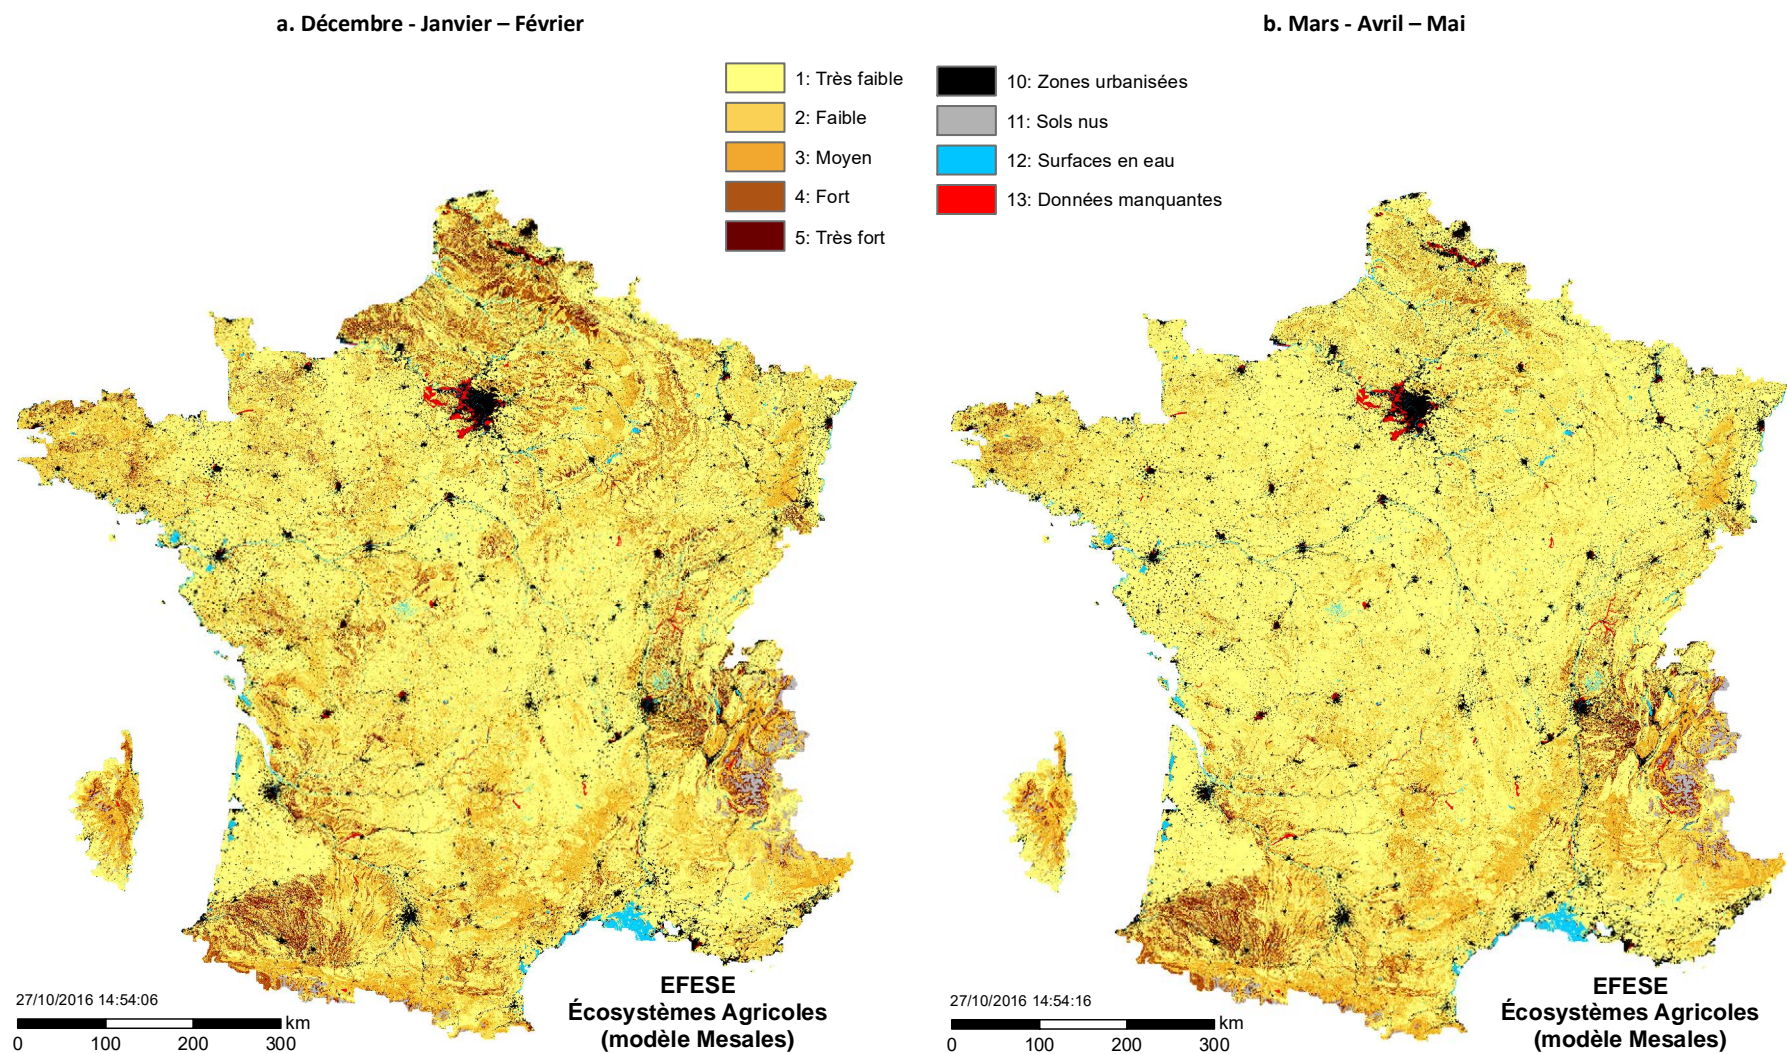 a. Décembre - Janvier – Février
b. Mars - Avril – Mai
1: Très faible
2: Faible
3: Moyen
4: Fort
5: Très fort
10: Zones urbanisées
11: Sols nus
12: Surfaces en eau
13: Données manquantes
27/10/2016 14:54:06
km
0 100 200 300
EFESE
Écosystèmes Agricoles
(modèle Mesales)
27/10/2016 14:54:16
km
0 100 200 300
EFESE
Écosystèmes Agricoles
(modèle Mesales)